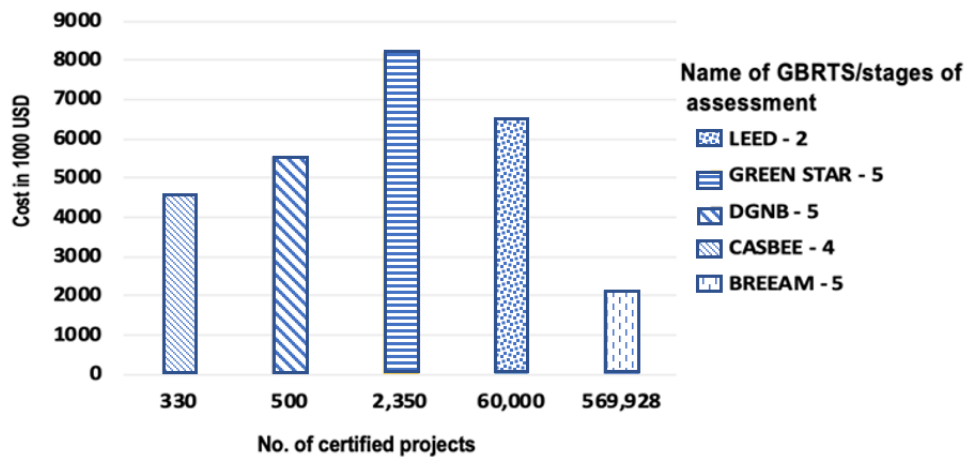 9000
8000
7000
6000
5000
4000
3000
2000
1000
0
Cost in 1000 USD
330
500
2,350
60,000
569,928
No. of certified projects
Name of GBRTS/stages of
assessment
LEED - 2
GREEN STAR - 5
DGNB - 5
CASBEE - 4
BREEAM - 5